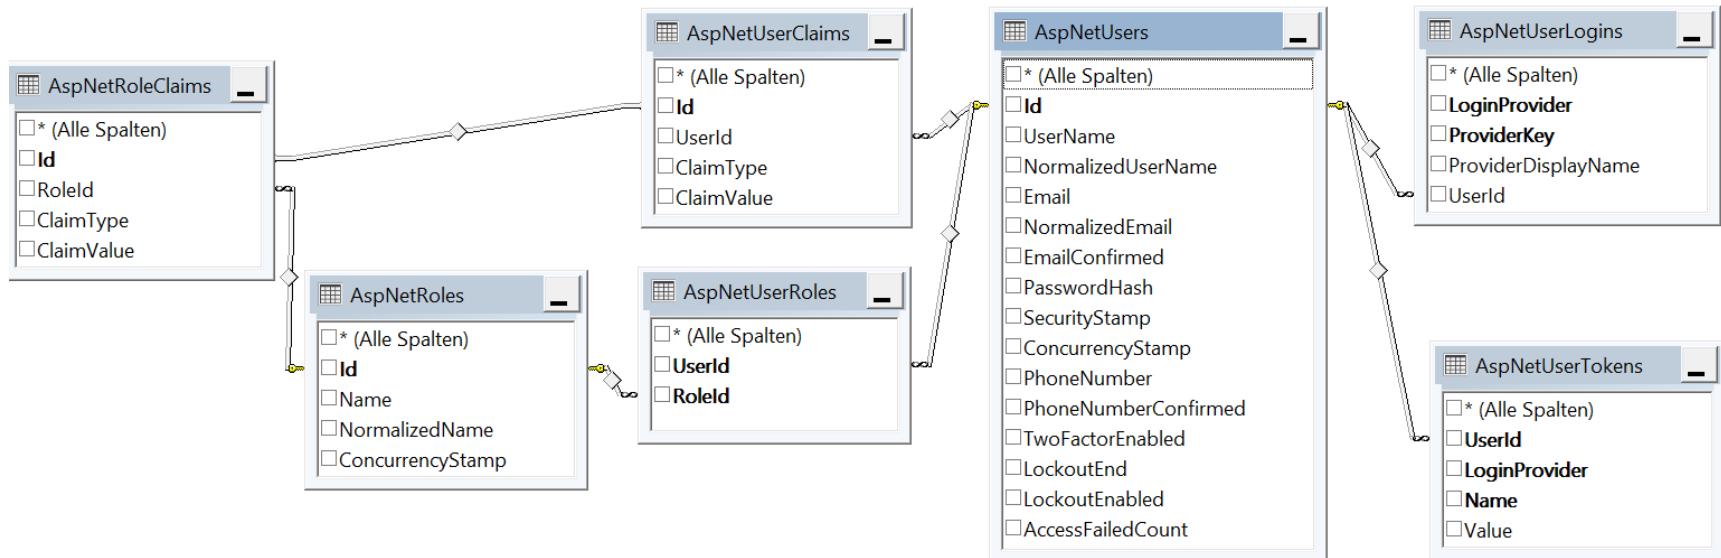 AspNetRoleClaims
* (Alle Spalten)
Id
RoleId
ClaimType
ClaimValue
AspNetRoles
* (Alle Spalten)
Id
Name
NormalizedName
ConcurrencyStamp
AspNetUserClaims
* (Alle Spalten)
Id
UserId
ClaimType
ClaimValue
AspNetUserRoles
* (Alle Spalten)
UserId
RoleId
AspNetUsers
* (Alle Spalten)
Id
UserName
NormalizedUserName
Email
NormalizedEmail
EmailConfirmed
PasswordHash
SecurityStamp
ConcurrencyStamp
PhoneNumber
PhoneNumberConfirmed
TwoFactorEnabled
LockoutEnd
LockoutEnabled
AccessFailedCount
AspNetUserLogins
* (Alle Spalten)
LoginProvider
ProviderKey
ProviderDisplayName
UserId
AspNetUserTokens
* (Alle Spalten)
UserId
LoginProvider
Name
Value